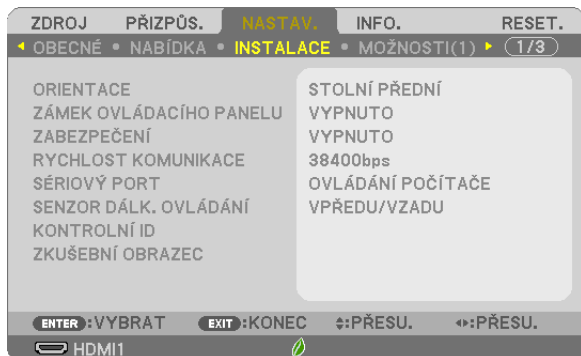 ZDROJ PŘIZPŮS. NASTAV. INFO. RESET.
OBECNÉ • NABÍDKA • INSTALACE • MOŽNOSTI(1) 1/3
ORIENTACE STOLNÍ PŘEDNÍ
ZÁMEK OVLÁDACÍHO PANELU VYPNUTO
ZABEZPEČENÍ VYPNUTO
RYCHLOST KOMUNIKACE 38400bps
SÉRIOVÝ PORT OVLÁDÁNÍ POČÍTAČE
SENZOR DÁLK. OVLÁDÁNÍ VPŘEDU/VZADU
KONTROLNÍ ID
ZKUŠEBNÍ OBRAZEC
ENTER :VYBRAT EXIT :KONEC :PŘESU. :PŘESU.
HDMI1